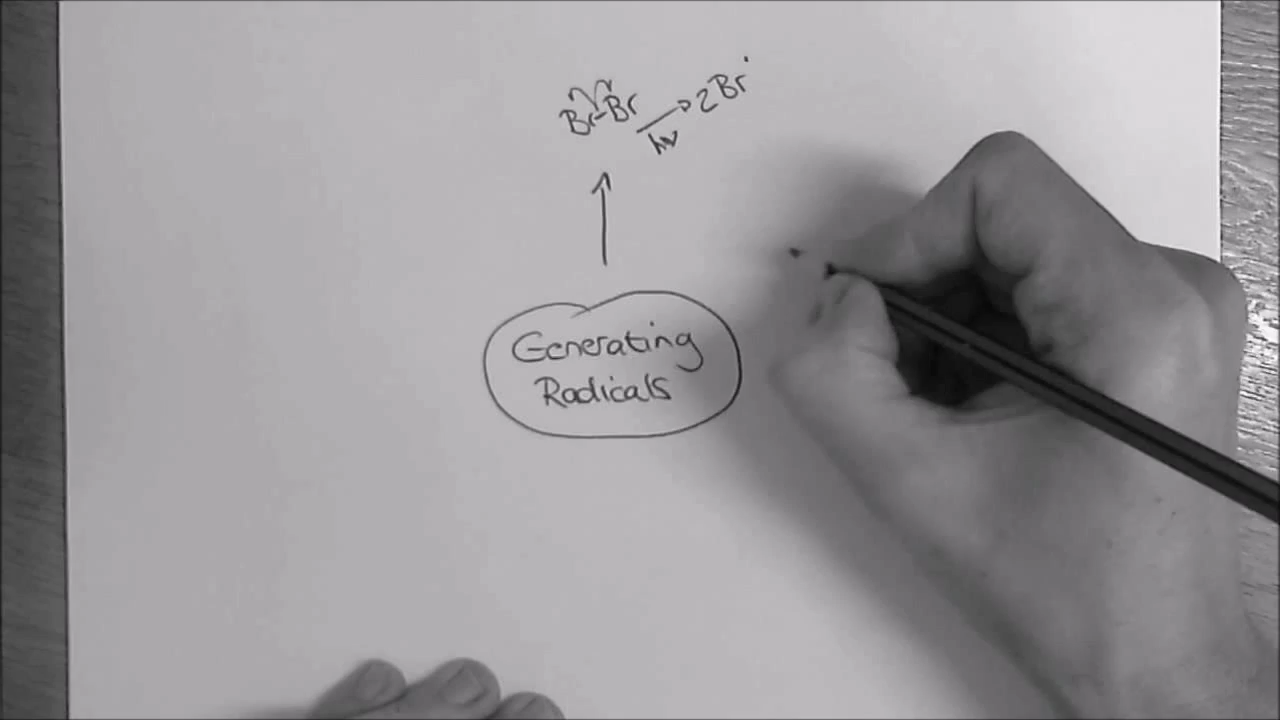 Br-Br → 2Br•
hν
Generating
Radicals